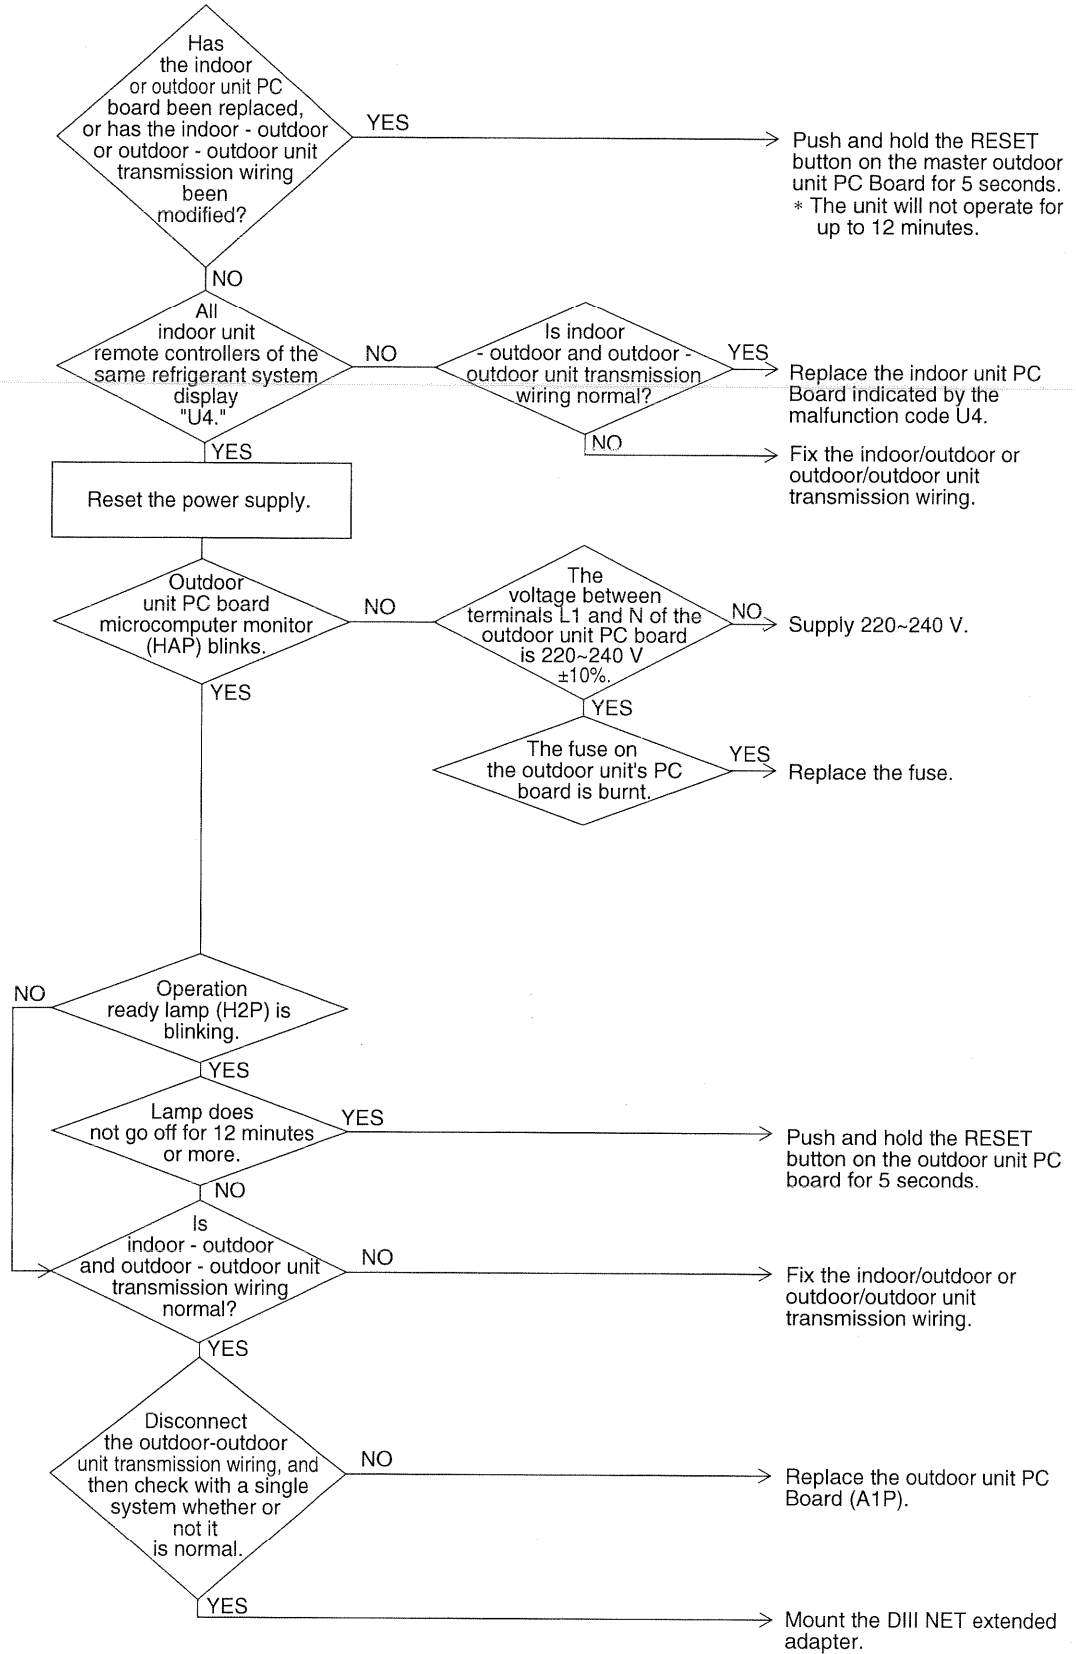 Has
the indoor
or outdoor unit PC
board been replaced,
or has the indoor - outdoor
or outdoor - outdoor unit
transmission wiring
been
modified?
YES
Push and hold the RESET
button on the master outdoor
unit PC Board for 5 seconds.
* The unit will not operate for
up to 12 minutes.
NO
All
indoor unit
remote controllers of the
same refrigerant system
display
"U4."
NO
Is indoor
- outdoor and outdoor -
outdoor unit transmission
wiring normal?
YES
Replace the indoor unit PC
Board indicated by the
malfunction code U4.
NO
Fix the indoor/outdoor or
outdoor/outdoor unit
transmission wiring.
YES
Reset the power supply.
Outdoor
unit PC board
microcomputer monitor
(HAP) blinks.
NO
The
voltage between
terminals L1 and N of the
outdoor unit PC board
is 220~240 V
±10%.
NO
Supply 220~240 V.
YES
YES
The fuse on
the outdoor unit's PC
board is burnt.
YES
Replace the fuse.
NO
Operation
ready lamp (H2P) is
blinking.
YES
Lamp does
not go off for 12 minutes
or more.
YES
Push and hold the RESET
button on the outdoor unit PC
board for 5 seconds.
NO
Is
indoor - outdoor
and outdoor - outdoor unit
transmission wiring
normal?
NO
Fix the indoor/outdoor or
outdoor/outdoor unit
transmission wiring.
YES
Disconnect
the outdoor-outdoor
unit transmission wiring, and
then check with a single
system whether or
not it
is normal.
NO
Replace the outdoor unit PC
Board (A1P).
YES
Mount the DIII NET extended
adapter.